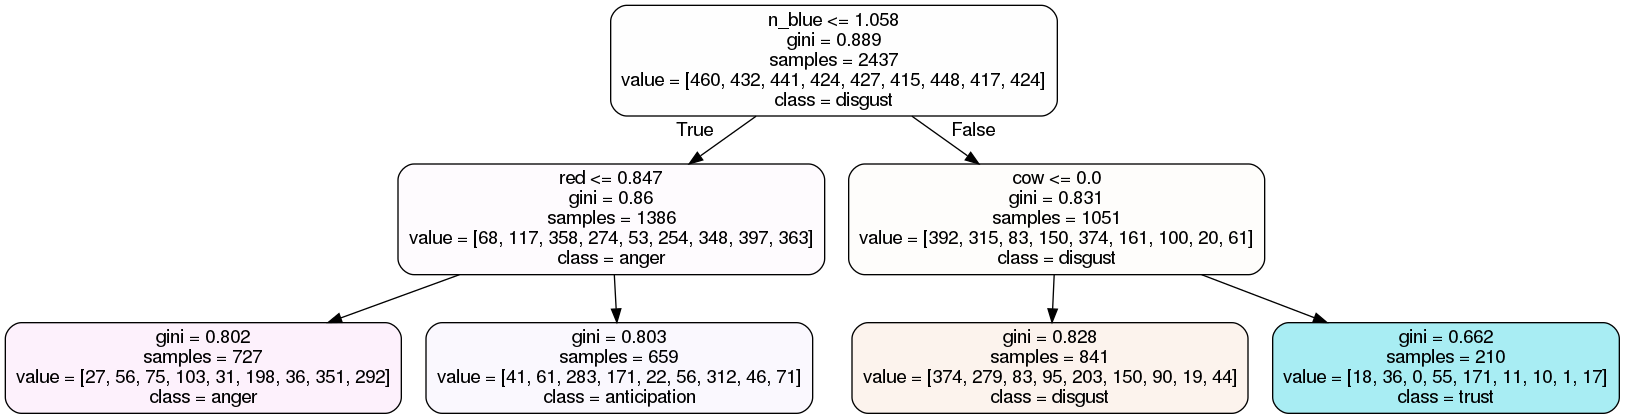 n_blue <= 1.058
gini = 0.889
samples = 2437
value = [460, 432, 441, 424, 427, 415, 448, 417, 424]
class = disgust
True
False
red <= 0.847
gini = 0.86
samples = 1386
value = [68, 117, 358, 274, 53, 254, 348, 397, 363]
class = anger
cow <= 0.0
gini = 0.831
samples = 1051
value = [392, 315, 83, 150, 374, 161, 100, 20, 61]
class = disgust
gini = 0.802
samples = 727
value = [27, 56, 75, 103, 31, 198, 36, 351, 292]
class = anger
gini = 0.803
samples = 659
value = [41, 61, 283, 171, 22, 56, 312, 46, 71]
class = anticipation
gini = 0.828
samples = 841
value = [374, 279, 83, 95, 203, 150, 90, 19, 44]
class = disgust
gini = 0.662
samples = 210
value = [18, 36, 0, 55, 171, 11, 10, 1, 17]
class = trust